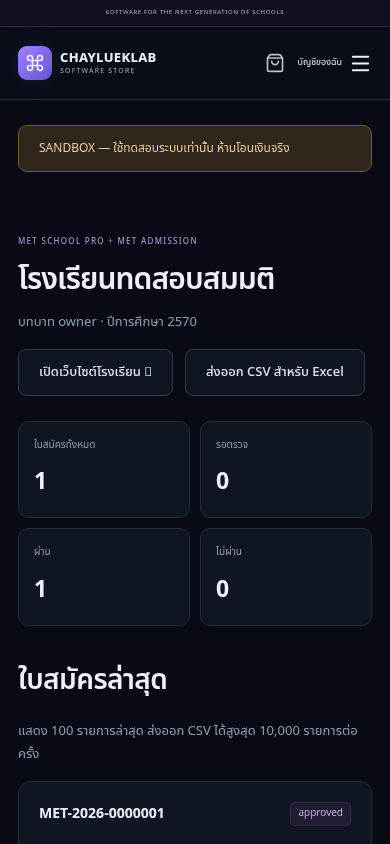 SOFTWARE FOR THE NEXT GENERATION OF SCHOOLS
CHAYLUEKLAB
SOFTWARE STORE
บัญชีของฉัน
SANDBOX — ใช้ทดสอบระบบเท่านั้น ห้ามโอนเงินจริง
MET SCHOOL PRO + MET ADMISSION
โรงเรียนทดสอบสมมติ
บทบาท owner · ปีการศึกษา 2570
เปิดเว็บไซต์โรงเรียน
ส่งออก CSV สำหรับ Excel
ใบสมัครทั้งหมด
1
รอตรวจ
0
ผ่าน
1
ไม่ผ่าน
0
ใบสมัครล่าสุด
แสดง 100 รายการล่าสุด ส่งออก CSV ได้สูงสุด 10,000 รายการต่อ
ครั้ง
MET-2026-0000001
approved